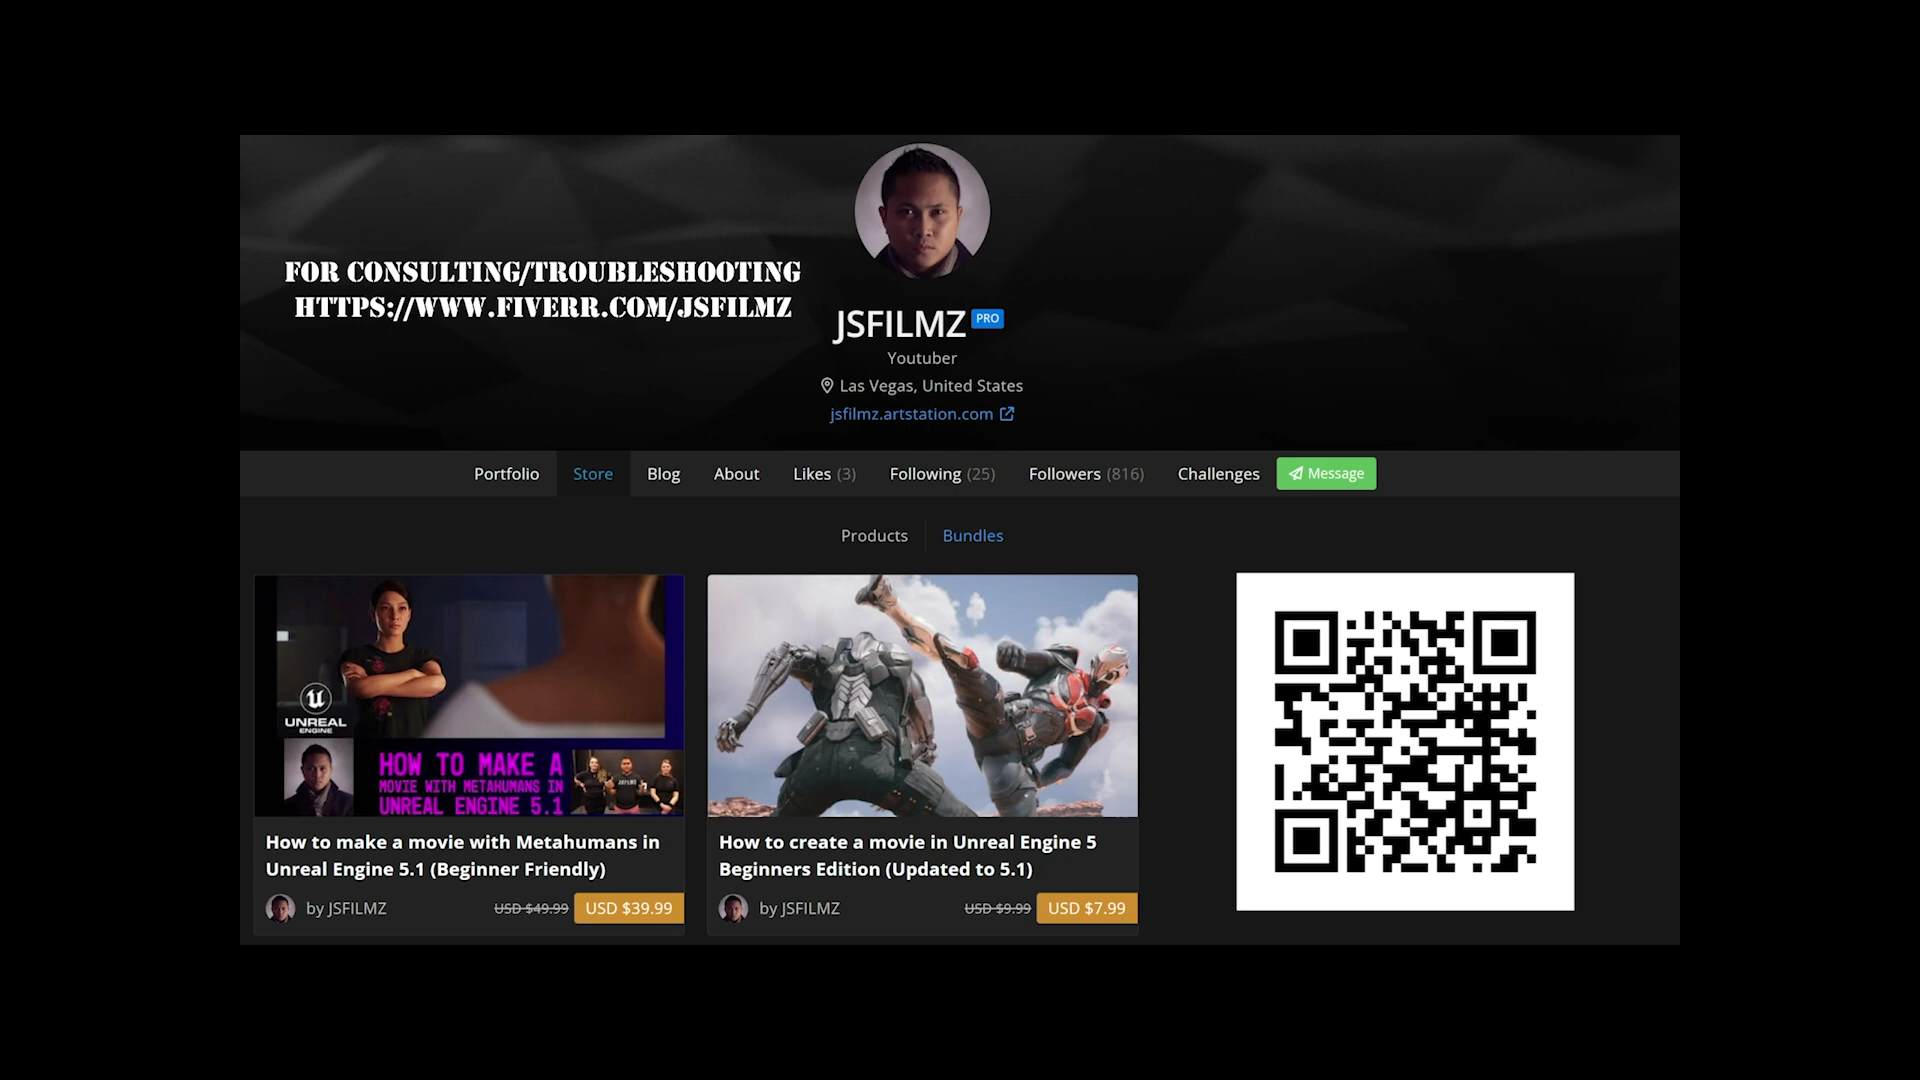 FOR CONSULTING/TROUBLESHOOTING
HTTPS://WWW.FIVERR.COM/JSFILMZ
JSFILMZ PRO
Youtuber
Las Vegas, United States
jsfilmz.artstation.com
Portfolio Store Blog About Likes (3) Following (25) Followers (816) Challenges Message
Products Bundles
UNREAL
ENGINE
HOW TO MAKE A
MOVIE WITH METAHUMANS IN
UNREAL ENGINE 5.1
JSFILMZ
How to make a movie with Metahumans in
Unreal Engine 5.1 (Beginner Friendly)
by JSFILMZ USD $49.99 USD $39.99
How to create a movie in Unreal Engine 5
Beginners Edition (Updated to 5.1)
by JSFILMZ USD $9.99 USD $7.99